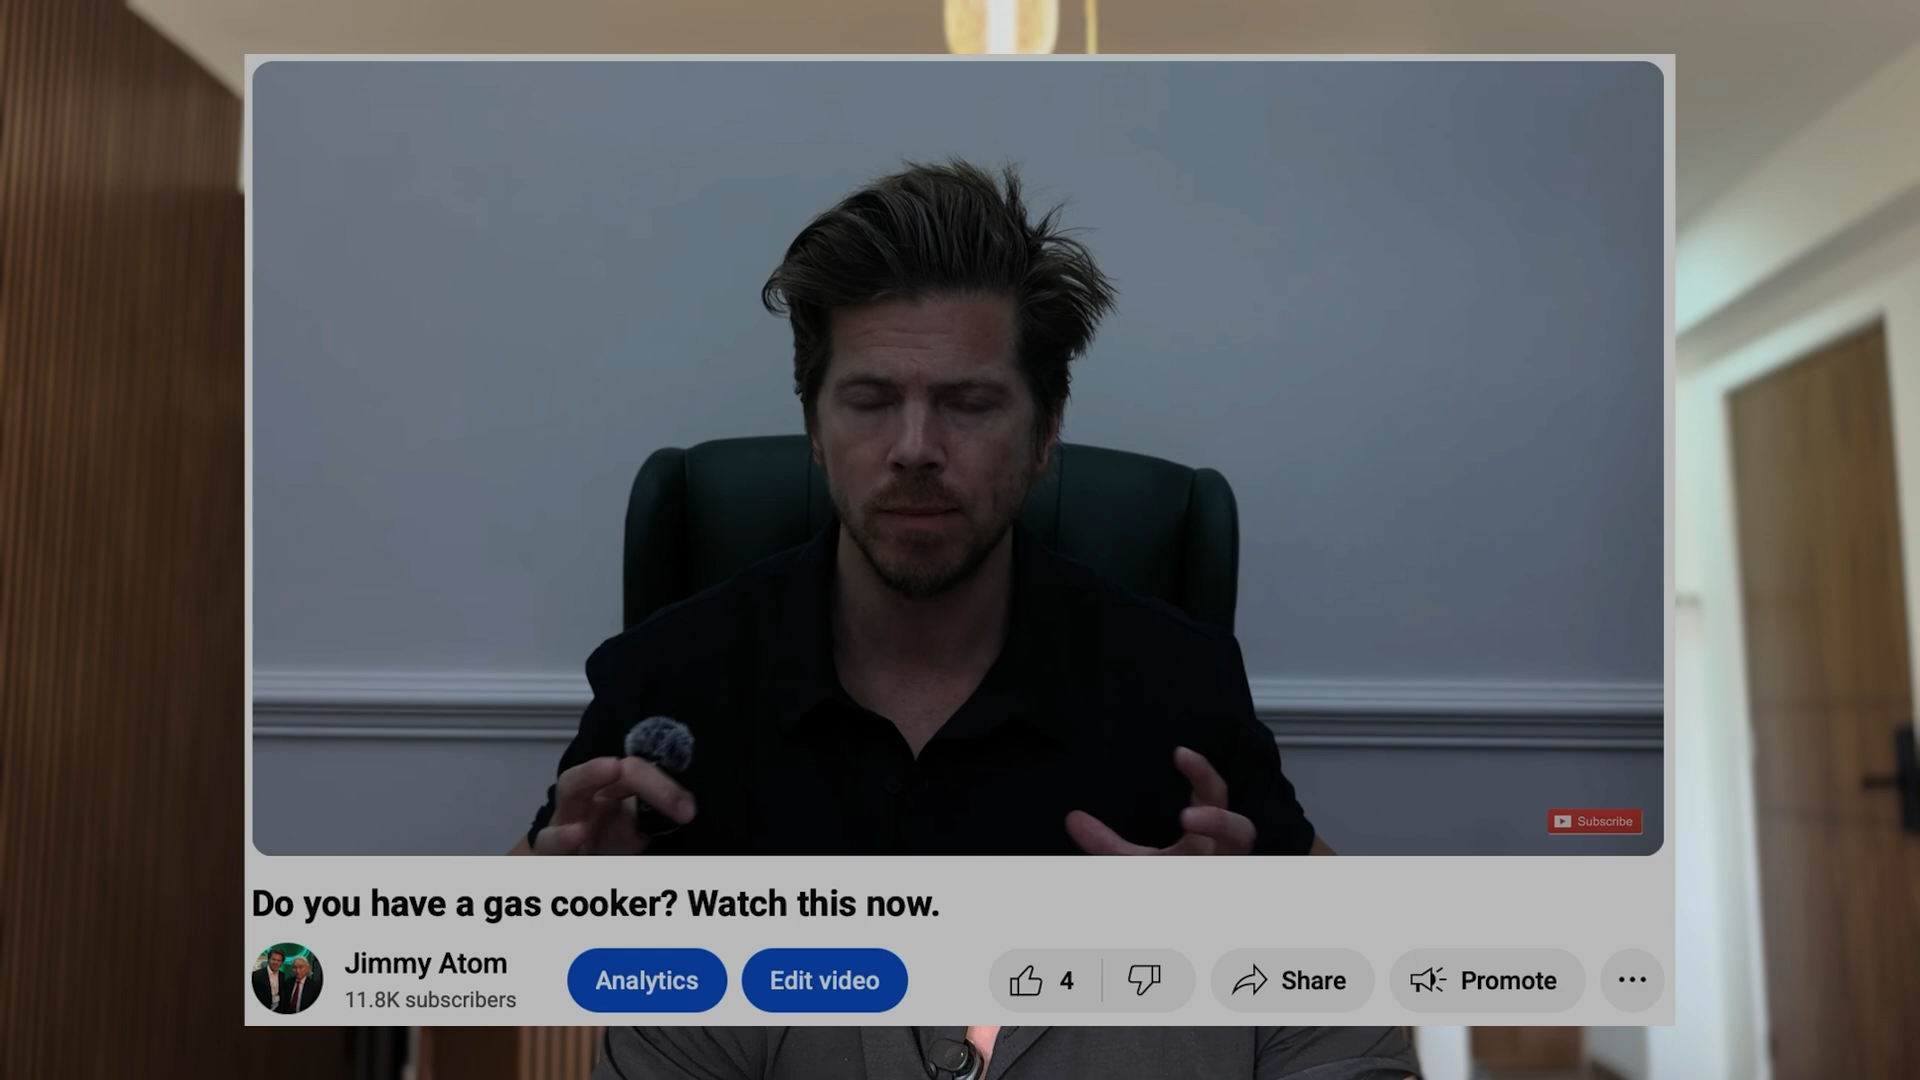 Subscribe
Do you have a gas cooker? Watch this now.
Jimmy Atom
11.8K subscribers
Analytics
Edit video
4
Share
Promote